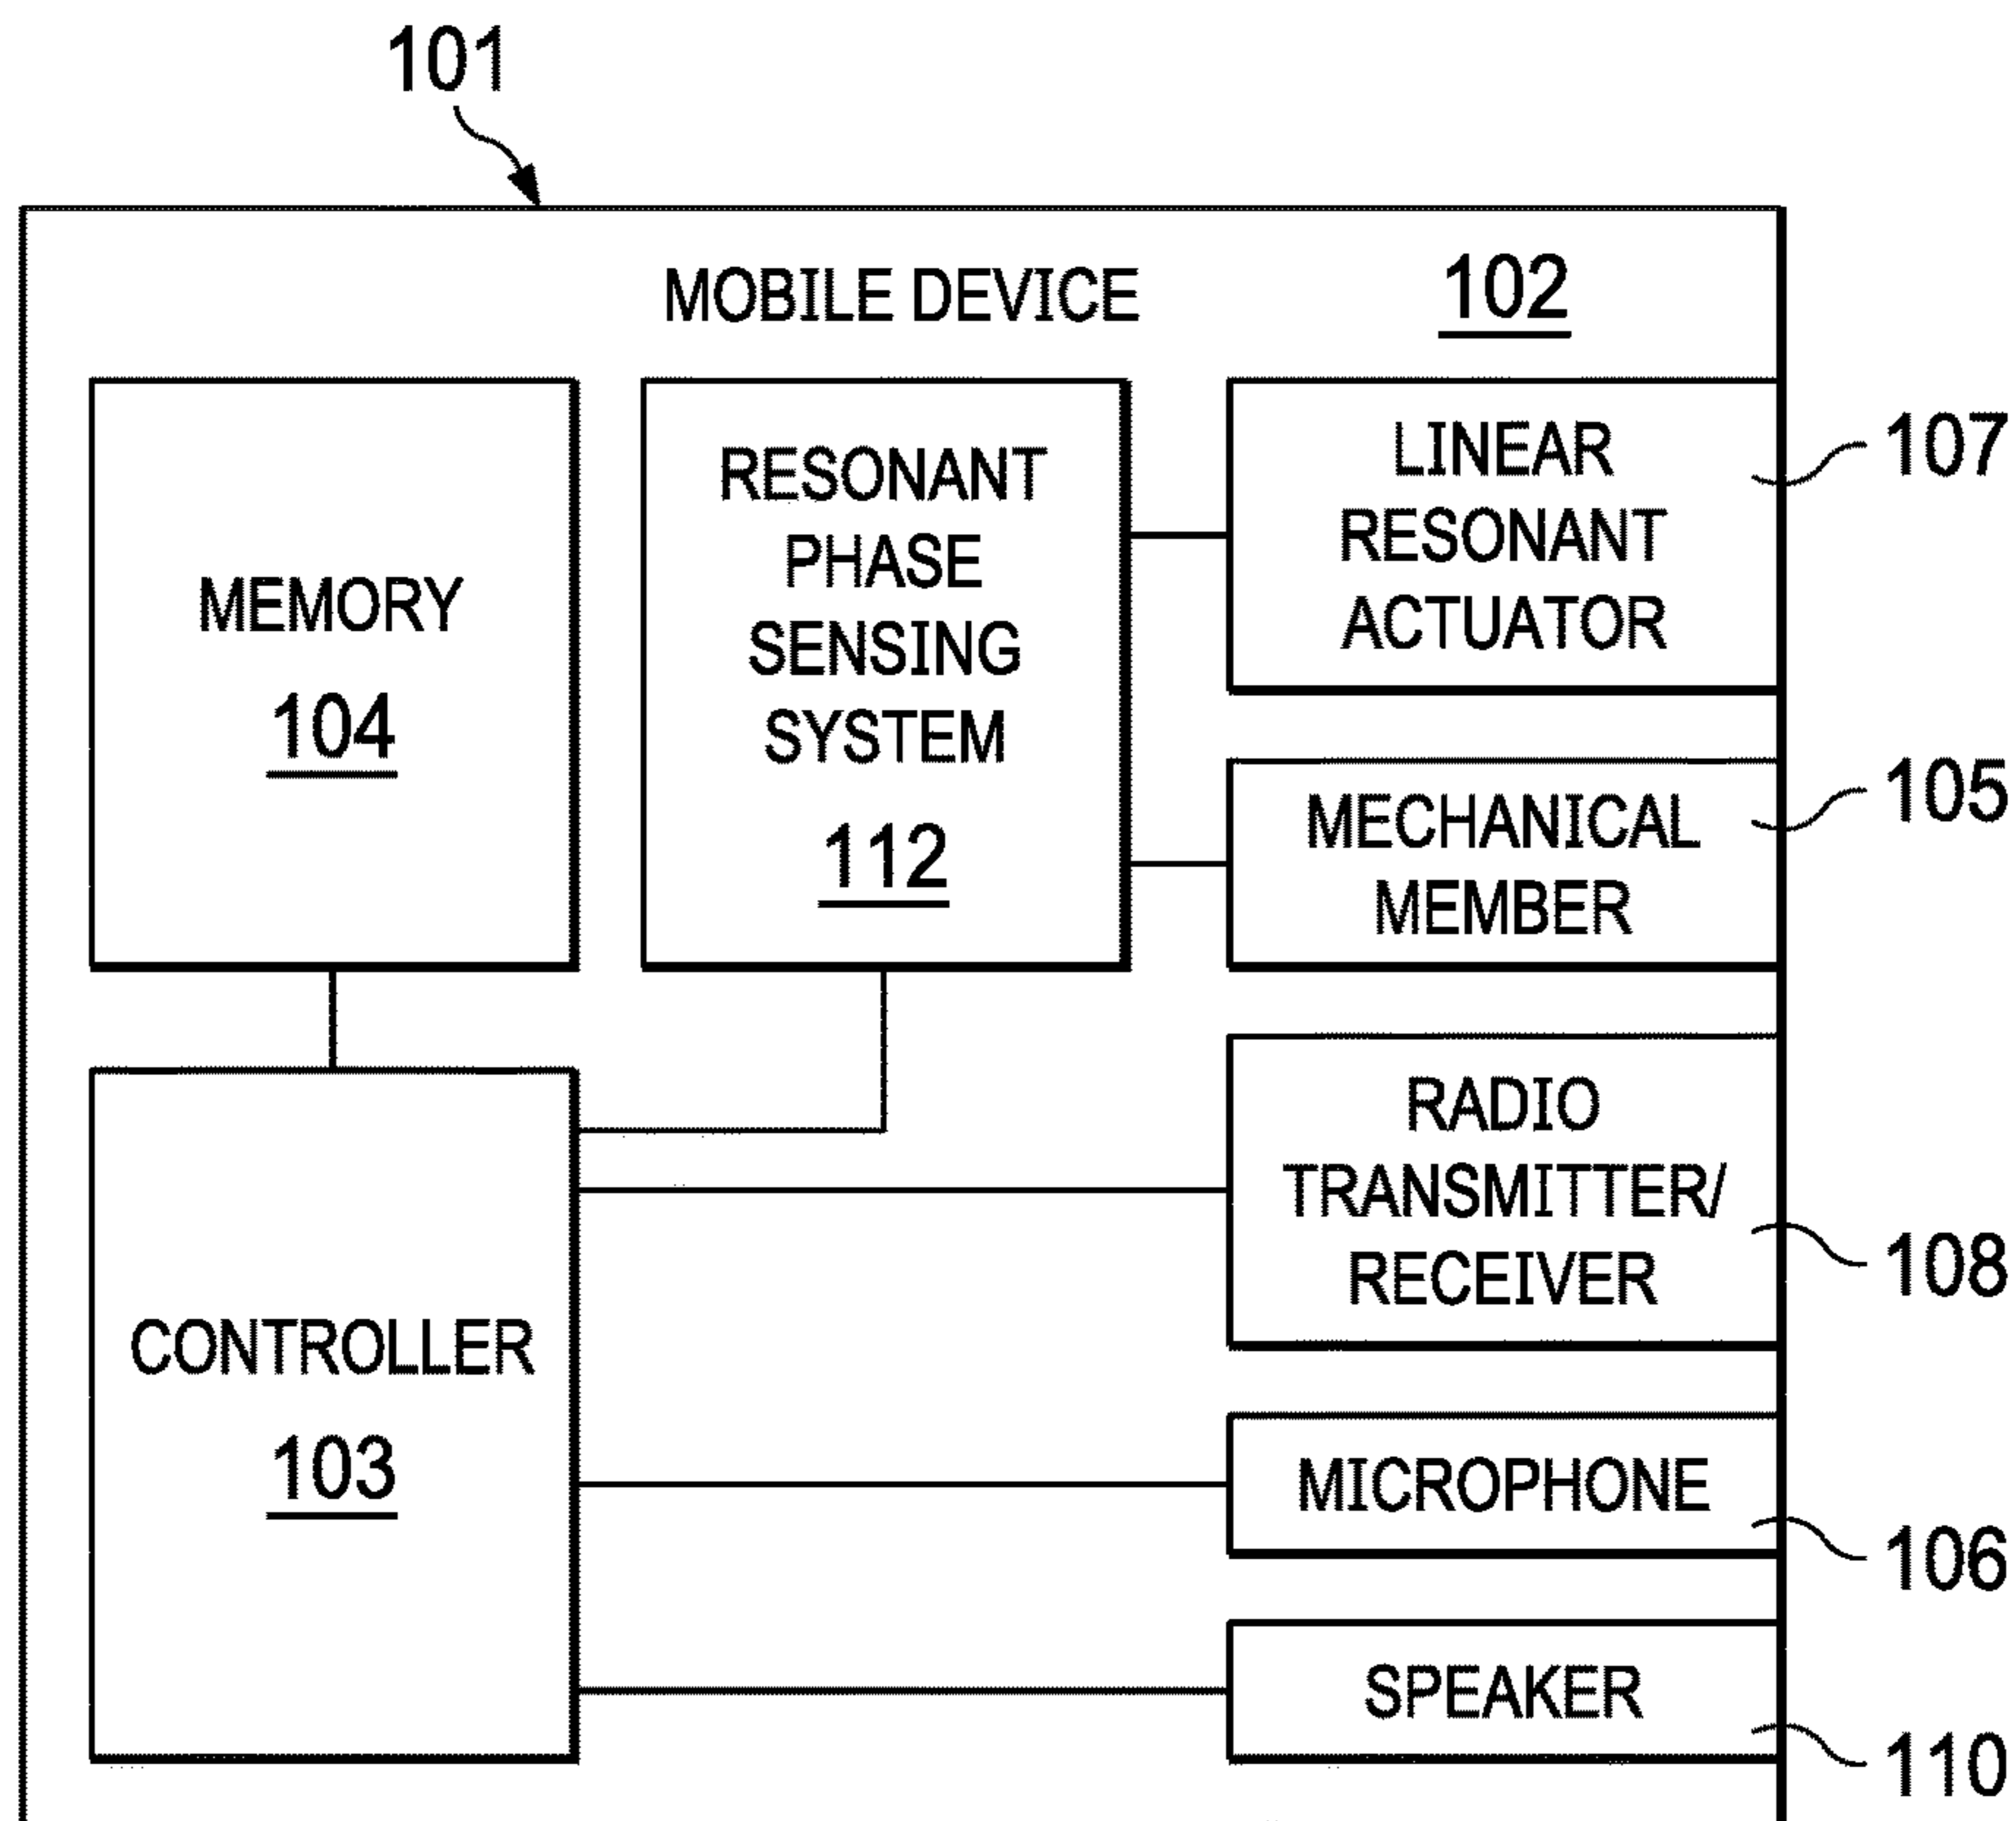 101
MOBILE DEVICE
102
MEMORY
104
RESONANT
PHASE
SENSING
SYSTEM
112
LINEAR
RESONANT
ACTUATOR
107
MECHANICAL
MEMBER
105
CONTROLLER
103
RADIO
TRANSMITTER/
RECEIVER
108
MICROPHONE
106
SPEAKER
110